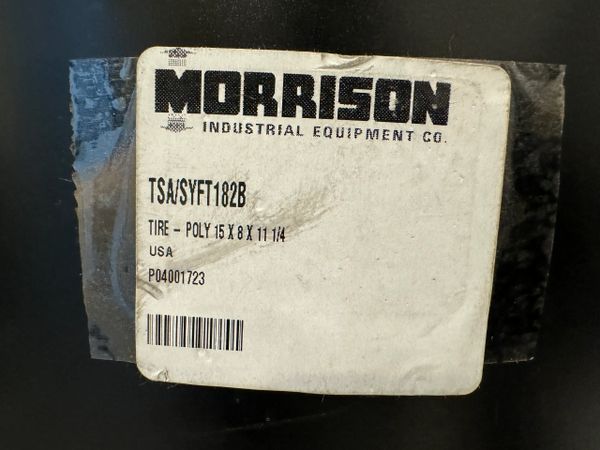 MORRISON
INDUSTRIAL EQUIPMENT CO.
TSA/SYFT182B
TIRE - POLY 15 X 8 X 11 1/4
USA
P04001723